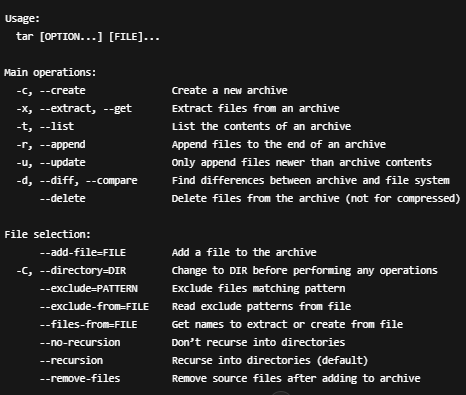 Usage:
  tar [OPTION...] [FILE]...

Main operations:
  -c, --create              Create a new archive
  -x, --extract, --get      Extract files from an archive
  -t, --list                List the contents of an archive
  -r, --append              Append files to the end of an archive
  -u, --update              Only append files newer than archive contents
  -d, --diff, --compare     Find differences between archive and file system
      --delete              Delete files from the archive (not for compressed)

File selection:
      --add-file=FILE       Add a file to the archive
  -C, --directory=DIR       Change to DIR before performing any operations
      --exclude=PATTERN     Exclude files matching pattern
      --exclude-from=FILE   Read exclude patterns from file
      --files-from=FILE     Get names to extract or create from file
      --no-recursion        Don’t recurse into directories
      --recursion           Recurse into directories (default)
      --remove-files        Remove source files after adding to archive